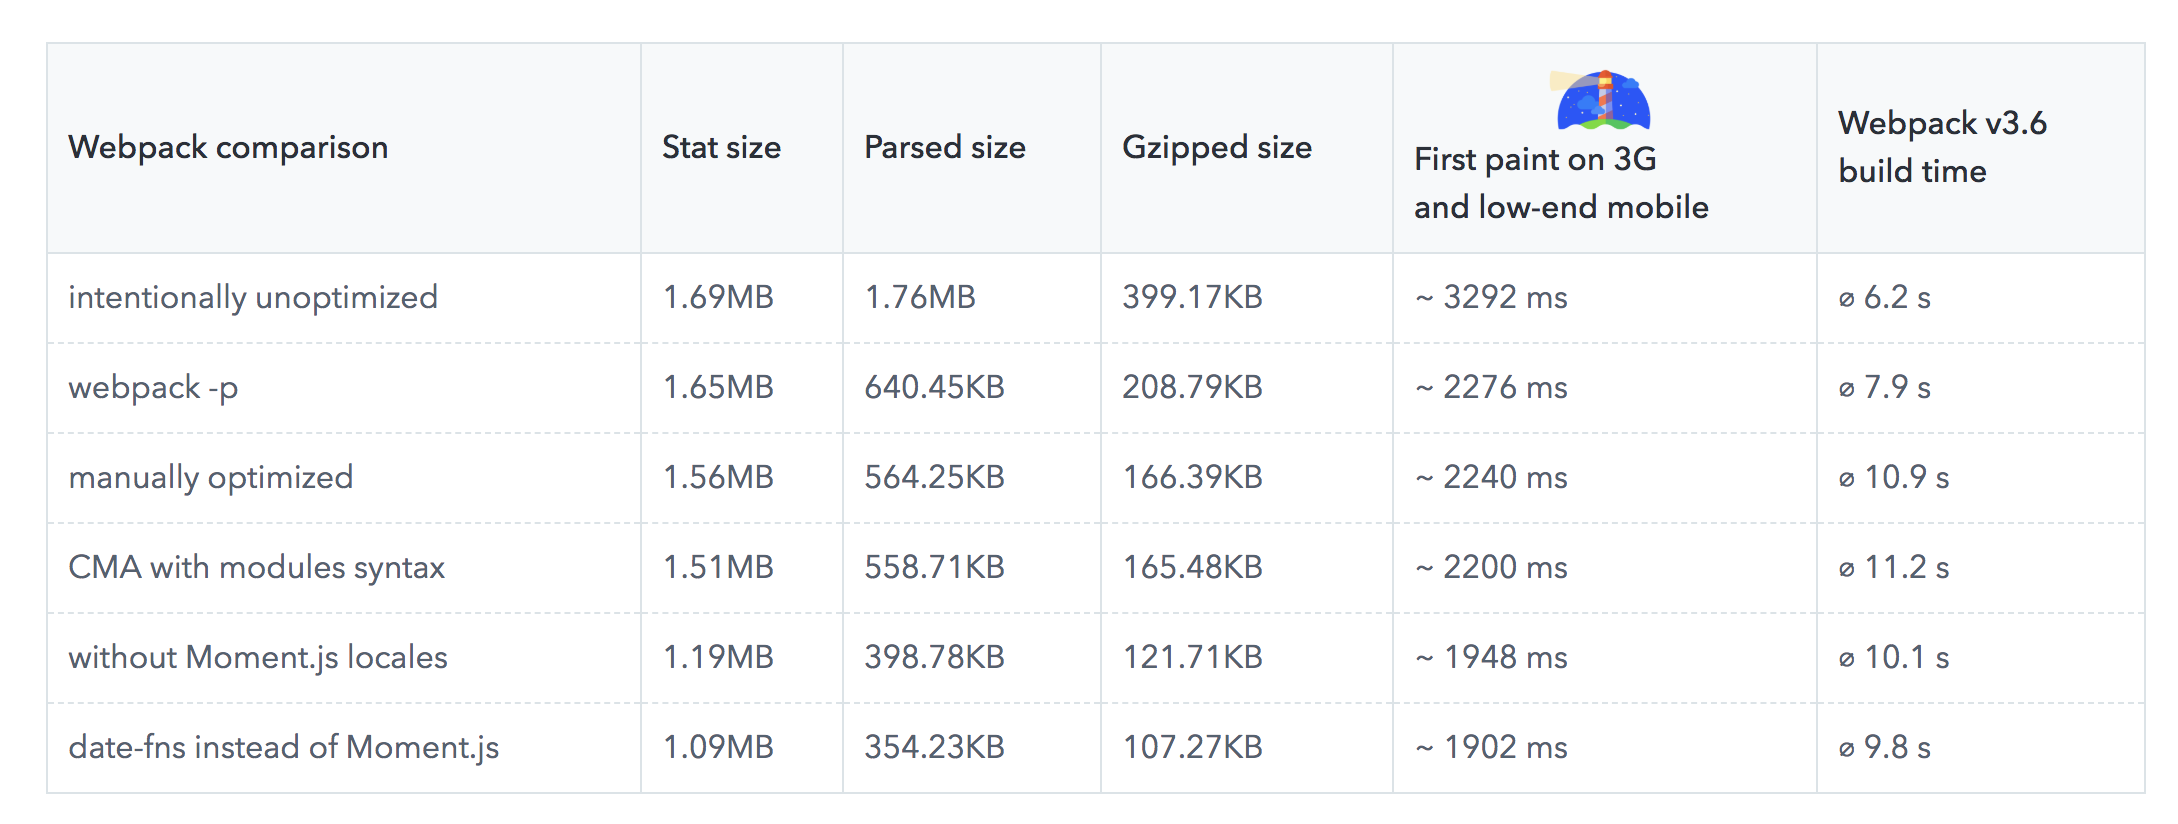 Webpack comparison
Stat size
Parsed size
Gzipped size
First paint on 3G
and low-end mobile
Webpack v3.6
build time
intentionally unoptimized 1.69MB 1.76MB 399.17KB ~ 3292 ms ⌀ 6.2 s
webpack -p 1.65MB 640.45KB 208.79KB ~ 2276 ms ⌀ 7.9 s
manually optimized 1.56MB 564.25KB 166.39KB ~ 2240 ms ⌀ 10.9 s
CMA with modules syntax 1.51MB 558.71KB 165.48KB ~ 2200 ms ⌀ 11.2 s
without Moment.js locales 1.19MB 398.78KB 121.71KB ~ 1948 ms ⌀ 10.1 s
date-fns instead of Moment.js 1.09MB 354.23KB 107.27KB ~ 1902 ms ⌀ 9.8 s